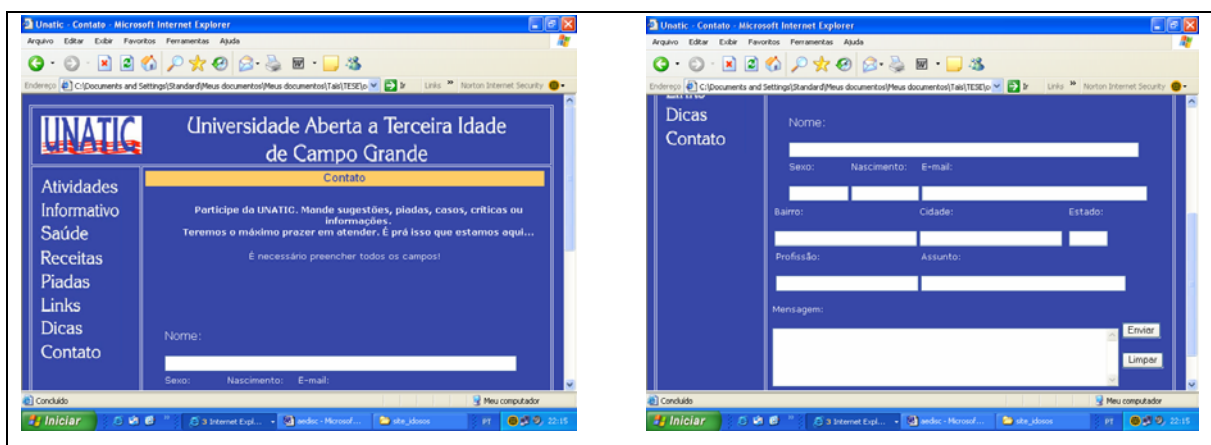 Unatic - Contato - Microsoft Internet Explorer
Arquivo Editar Exibir Favoritos Ferramentas Ajuda
Endereço C:\Documents and Settings\Standard\Meus documentos\Meus documentos\Tais\TESE\ Ir Links » Norton Internet Security
UNATIC
Universidade Aberta a Terceira Idade
de Campo Grande
Atividades
Informativo
Saúde
Receitas
Piadas
Links
Dicas
Contato
Contato
Participe da UNATIC. Mande sugestões, piadas, casos, críticas ou
informações.
Teremos o máximo prazer em atender. É prá isso que estamos aqui...
É necessário preencher todos os campos!
Nome:
Sexo: Nascimento: E-mail:
Concluído Meu computador
Iniciar » 3 Internet Expl... aedisc - Microsof... site_idosos PT 22:15
Unatic - Contato - Microsoft Internet Explorer
Arquivo Editar Exibir Favoritos Ferramentas Ajuda
Endereço C:\Documents and Settings\Standard\Meus documentos\Meus documentos\Tais\TESE\ Ir Links » Norton Internet Security
Dicas
Contato
Nome:
Sexo: Nascimento: E-mail:
Bairro: Cidade: Estado:
Profissão: Assunto:
Mensagem:
Enviar
Limpar
Concluído Meu computador
Iniciar » 3 Internet Expl... aedisc - Microsof... site_idosos PT 22:15